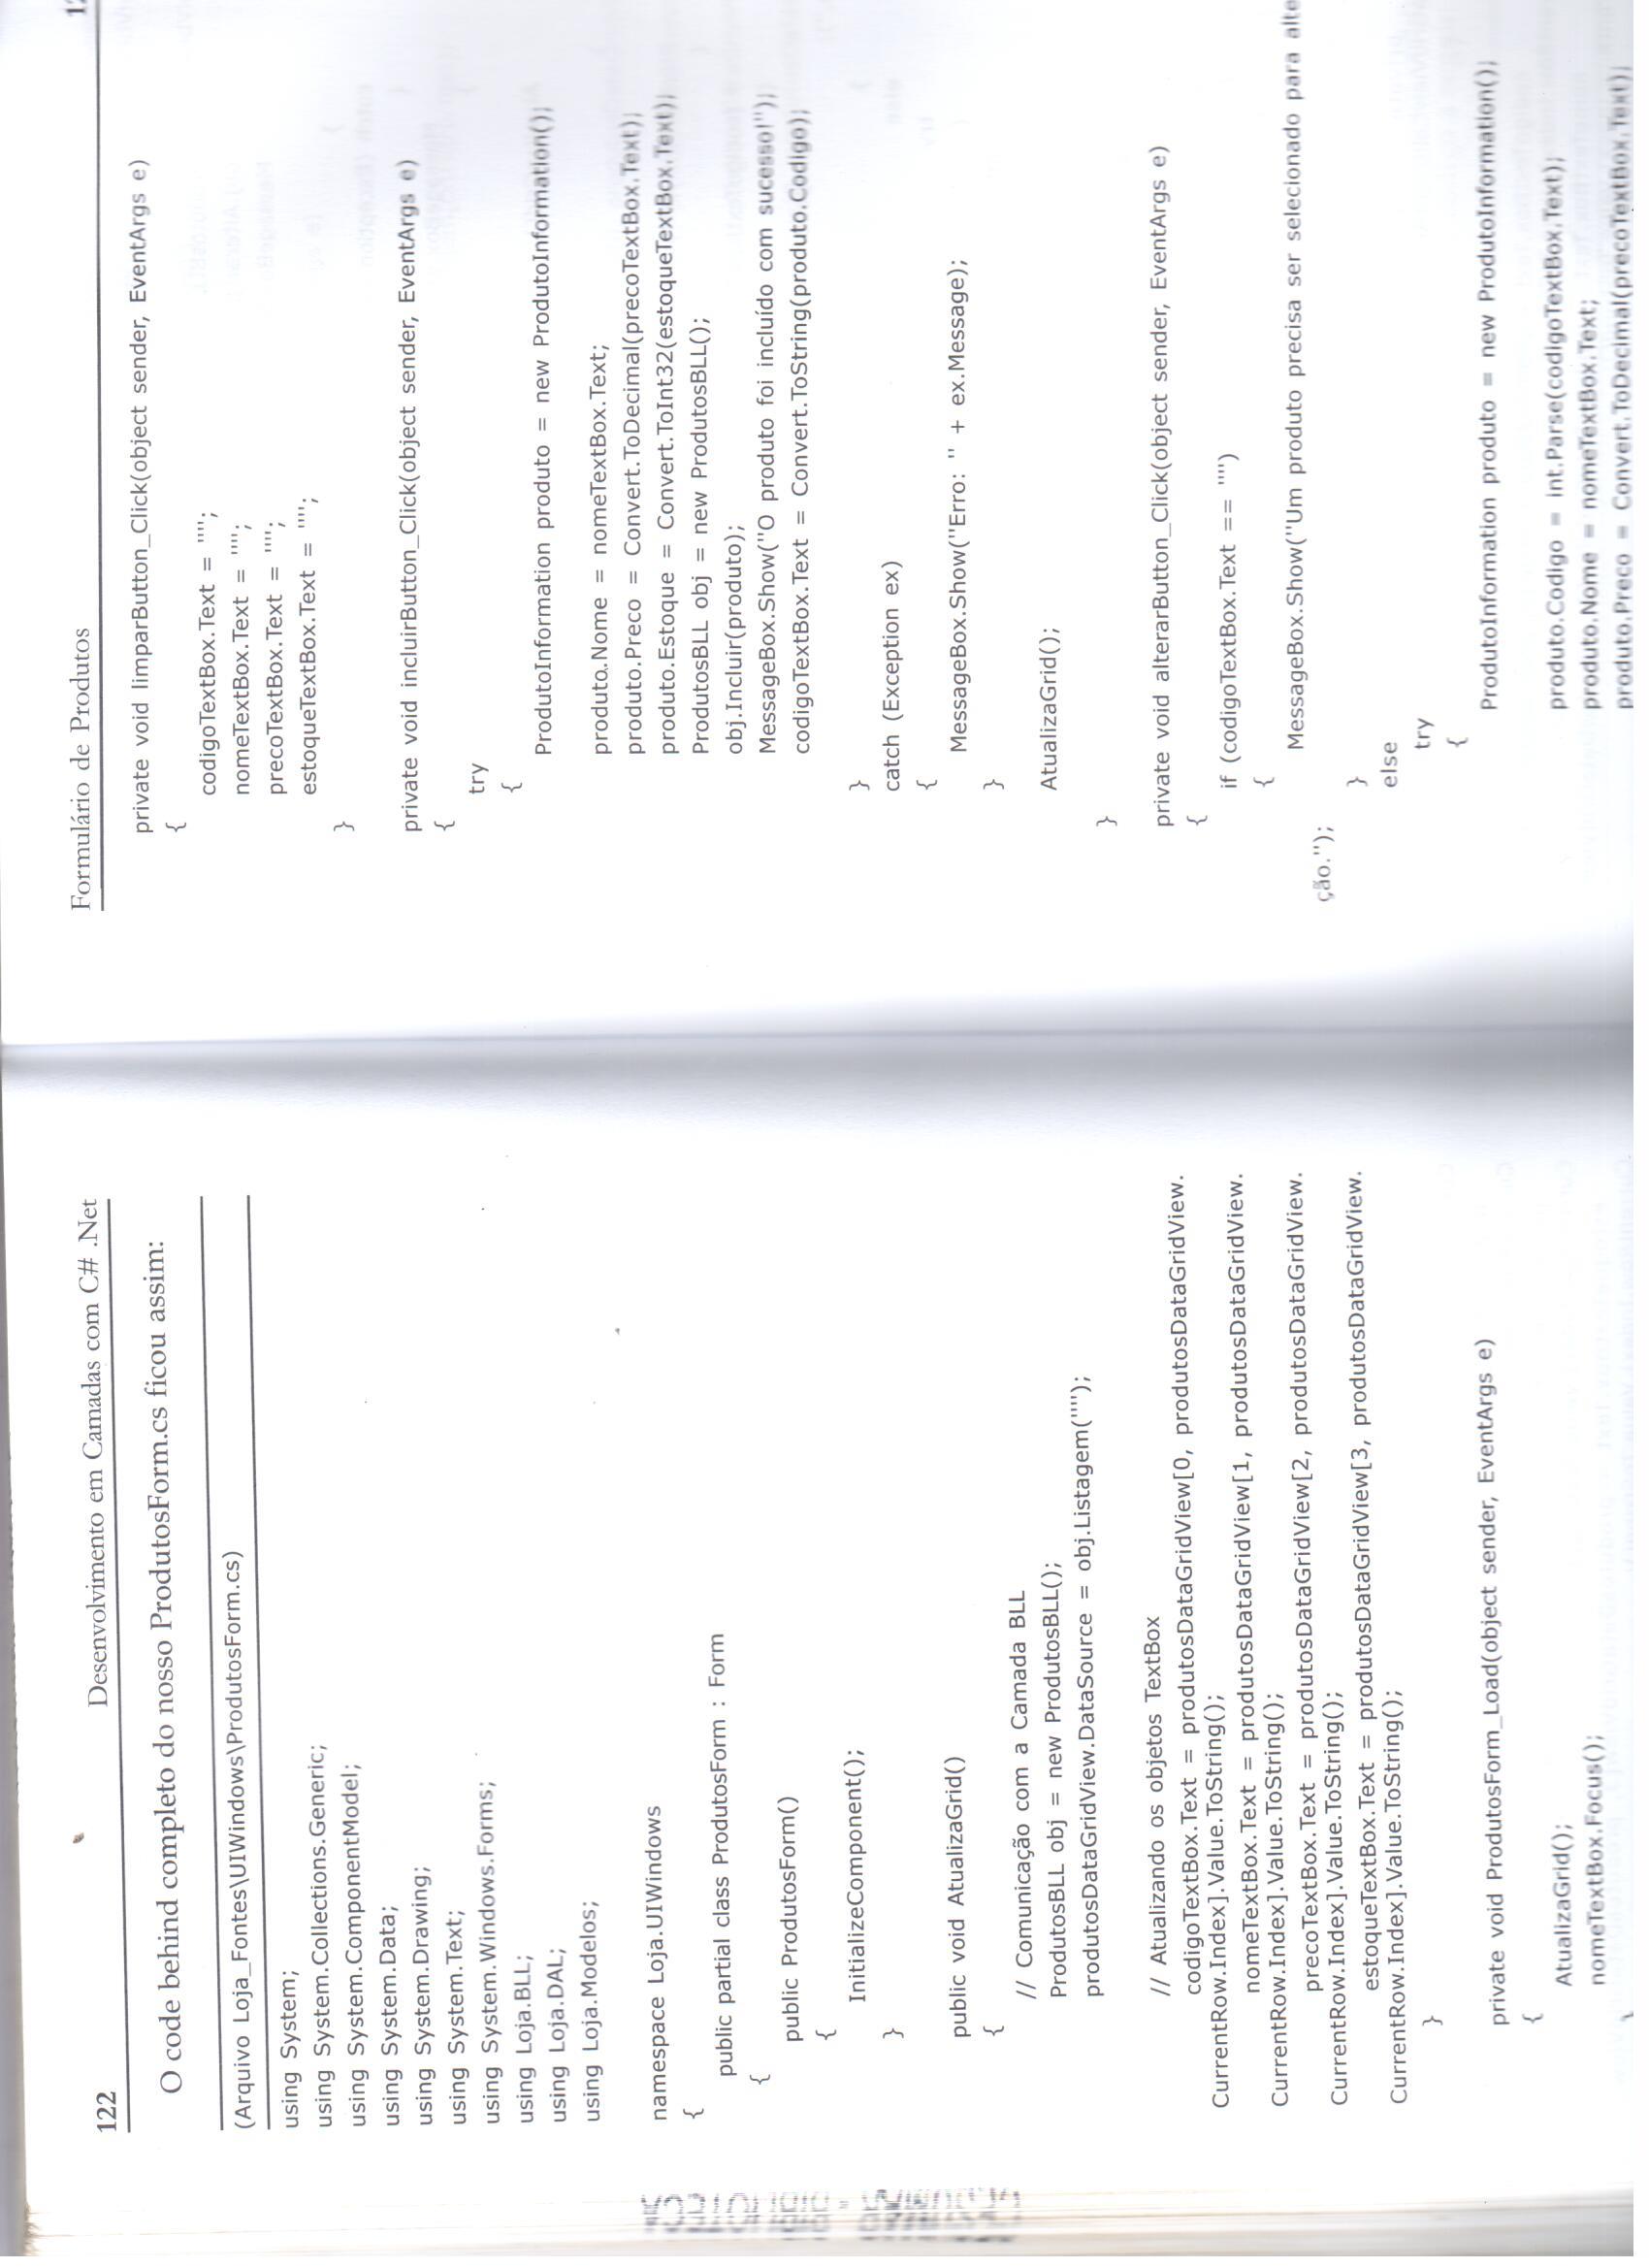 122
Desenvolvimento em Camadas com C# .Net
O code behind completo do nosso ProdutosForm.cs ficou assim:
(Arquivo Loja_Fontes\UIWindows\ProdutosForm.cs)
using System;
using System.Collections.Generic;
using System.ComponentModel;
using System.Data;
using System.Drawing;
using System.Text;
using System.Windows.Forms;
using Loja.BLL;
using Loja.DAL;
using Loja.Modelos;
namespace Loja.UIWindows
{
public partial class ProdutosForm : Form
{
public ProdutosForm()
{
InitializeComponent();
}
public void AtualizaGrid()
{
// Comunicação com a Camada BLL
ProdutosBLL obj = new ProdutosBLL();
produtosDataGridView.DataSource = obj.Listagem("");
// Atualizando os objetos TextBox
codigoTextBox.Text = produtosDataGridView[0, produtosDataGridView.
CurrentRow.Index].Value.ToString();
nomeTextBox.Text = produtosDataGridView[1, produtosDataGridView.
CurrentRow.Index].Value.ToString();
precoTextBox.Text = produtosDataGridView[2, produtosDataGridView.
CurrentRow.Index].Value.ToString();
estoqueTextBox.Text = produtosDataGridView[3, produtosDataGridView.
CurrentRow.Index].Value.ToString();
}
private void ProdutosForm_Load(object sender, EventArgs e)
{
AtualizaGrid();
nomeTextBox.Focus();
}
Formulário de Produtos
private void limparButton_Click(object sender, EventArgs e)
{
codigoTextBox.Text = "";
nomeTextBox.Text = "";
precoTextBox.Text = "";
estoqueTextBox.Text = "";
}
private void incluirButton_Click(object sender, EventArgs e)
{
try
{
ProdutoInformation produto = new ProdutoInformation();
produto.Nome = nomeTextBox.Text;
produto.Preco = Convert.ToDecimal(precoTextBox.Text);
produto.Estoque = Convert.ToInt32(estoqueTextBox.Text);
ProdutosBLL obj = new ProdutosBLL();
obj.Incluir(produto);
MessageBox.Show("O produto foi incluído com sucesso!");
codigoTextBox.Text = Convert.ToString(produto.Codigo);
}
catch (Exception ex)
{
MessageBox.Show("Erro: " + ex.Message);
}
AtualizaGrid();
}
private void alterarButton_Click(object sender, EventArgs e)
{
if (codigoTextBox.Text == "")
{
MessageBox.Show("Um produto precisa ser selecionado para alte
ção.");
}
else
try
{
ProdutoInformation produto = new ProdutoInformation();
produto.Codigo = int.Parse(codigoTextBox.Text);
produto.Nome = nomeTextBox.Text;
produto.Preco = Convert.ToDecimal(precoTextBox.Text);